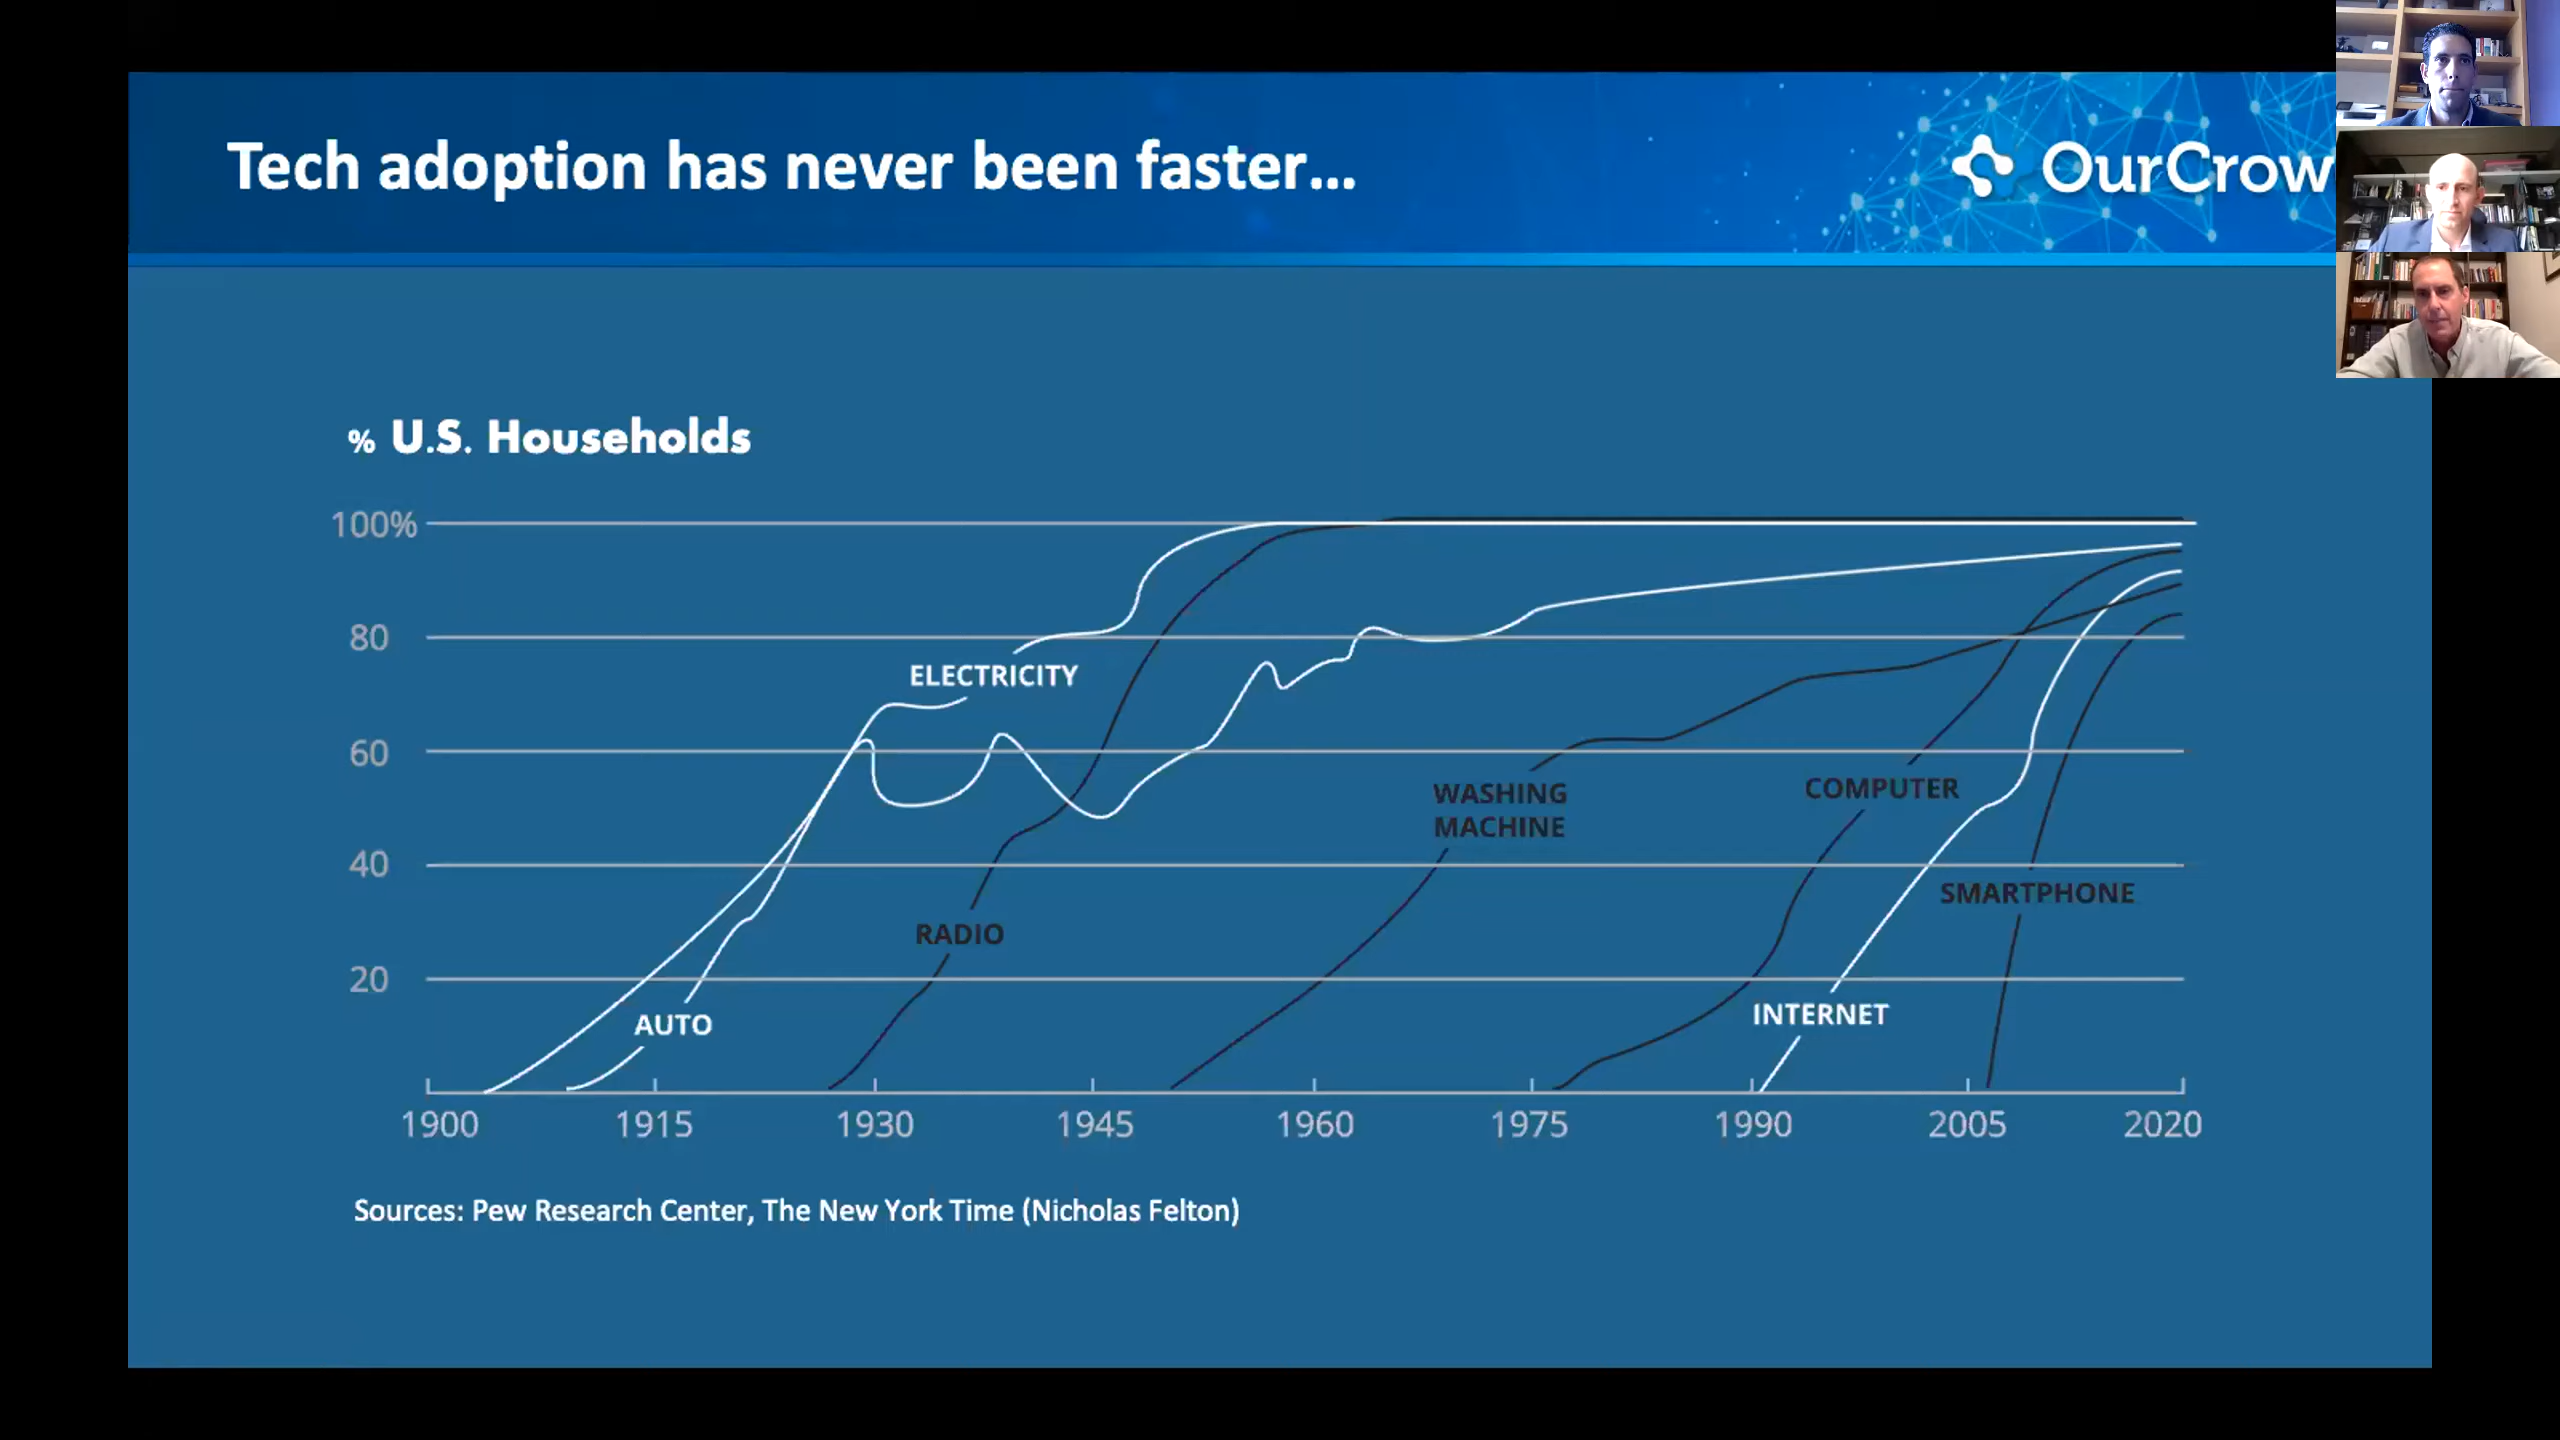 Tech adoption has never been faster...
OurCrow
% U.S. Households
100%
80
60
40
20
ELECTRICITY
AUTO
RADIO
WASHING
MACHINE
COMPUTER
INTERNET
SMARTPHONE
1900 1915 1930 1945 1960 1975 1990 2005 2020
Sources: Pew Research Center, The New York Time (Nicholas Felton)